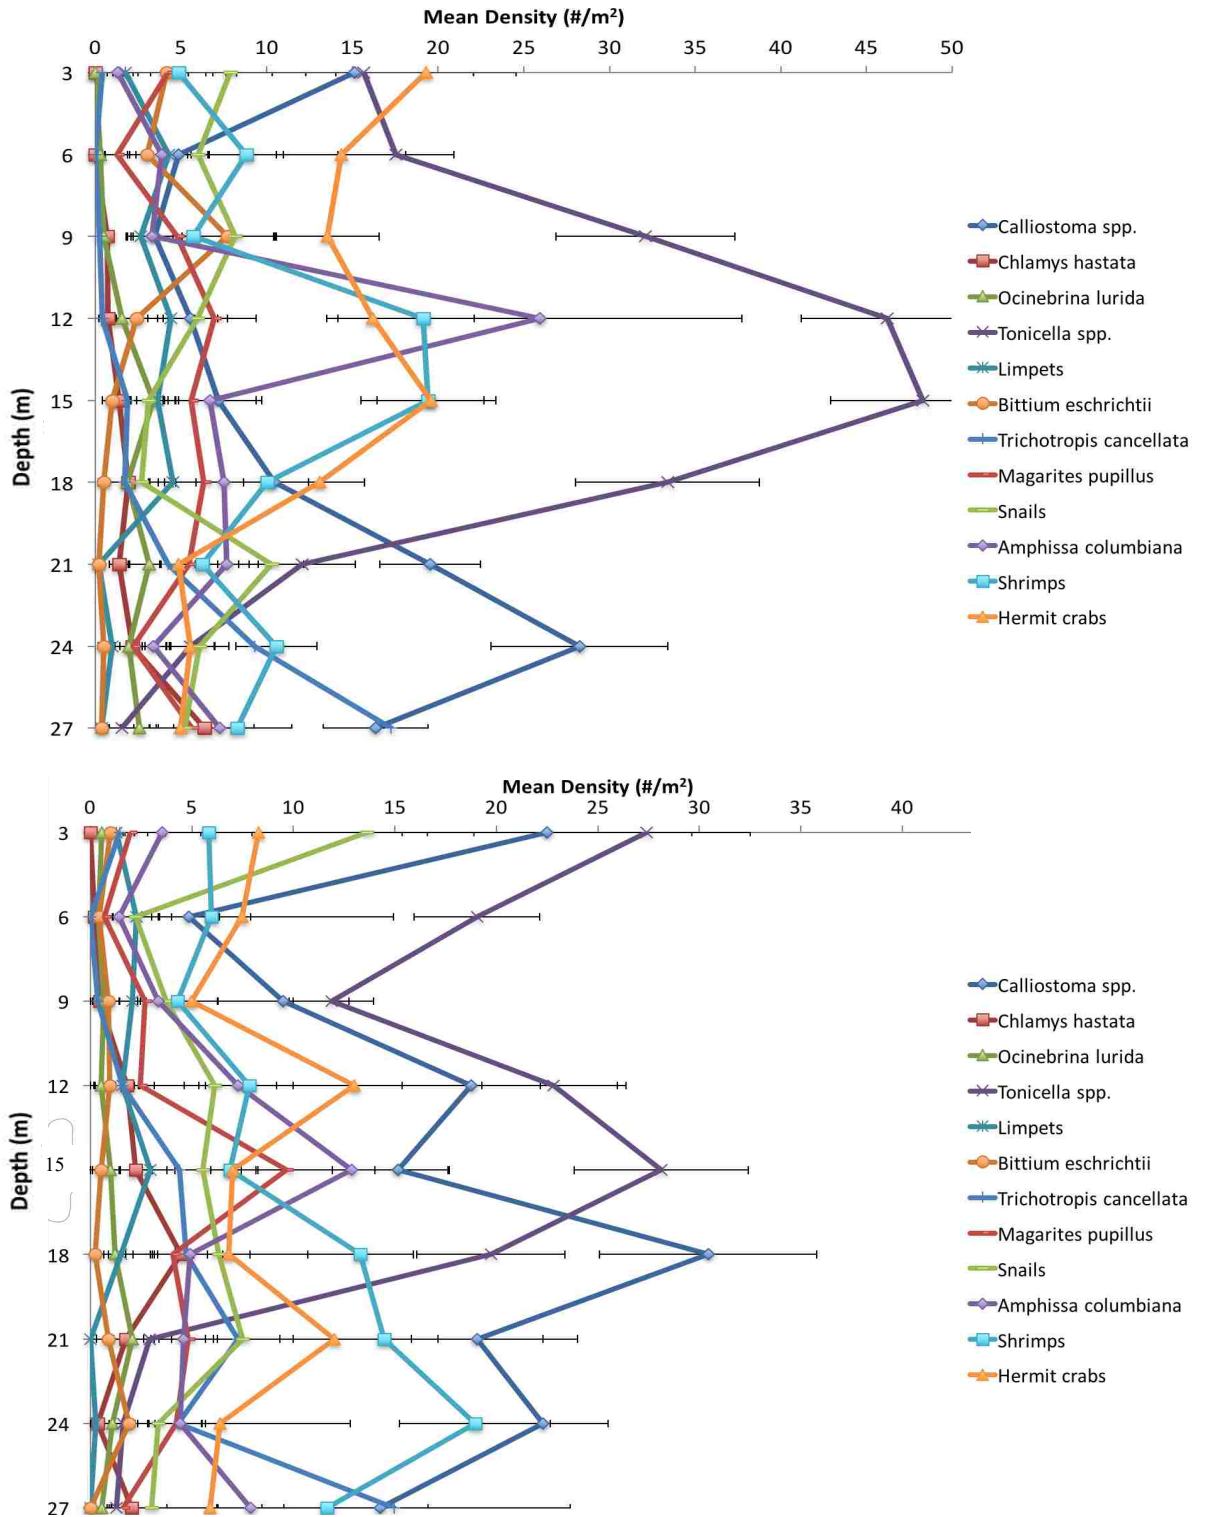 Mean Density (#/m²)
0 5 10 15 20 25 30 35 40 45 50
3
6
9
12
15
18
21
24
27
Depth (m)
Calliostoma spp.
Chlamys hastata
Ocinebrina lurida
Tonicella spp.
Limpets
Bittium eschrichtii
Trichotropis cancellata
Magarites pupillus
Snails
Amphissa columbiana
Shrimps
Hermit crabs
Mean Density (#/m²)
0 5 10 15 20 25 30 35 40
3
6
9
12
15
18
21
24
27
Depth (m)
Calliostoma spp.
Chlamys hastata
Ocinebrina lurida
Tonicella spp.
Limpets
Bittium eschrichtii
Trichotropis cancellata
Magarites pupillus
Snails
Amphissa columbiana
Shrimps
Hermit crabs